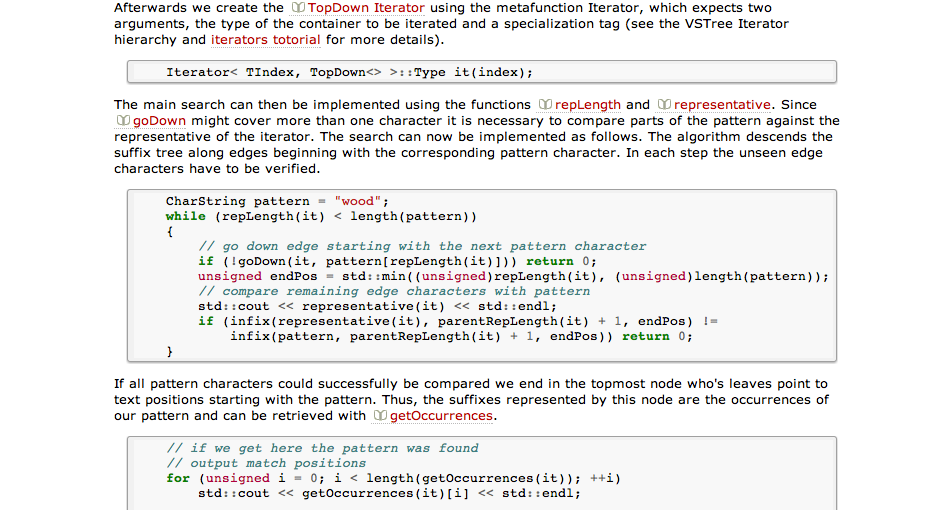 Afterwards we create the TopDown Iterator using the metafunction Iterator, which expects two
arguments, the type of the container to be iterated and a specialization tag (see the VSTree Iterator
hierarchy and iterators totorial for more details).
Iterator< TIndex, TopDown<> >::Type it(index);
The main search can then be implemented using the functions repLength and representative. Since
goDown might cover more than one character it is necessary to compare parts of the pattern against the
representative of the iterator. The search can now be implemented as follows. The algorithm descends the
suffix tree along edges beginning with the corresponding pattern character. In each step the unseen edge
characters have to be verified.
CharString pattern = "wood";
while (repLength(it) < length(pattern))
{
// go down edge starting with the next pattern character
if (!goDown(it, pattern[repLength(it)])) return 0;
unsigned endPos = std::min((unsigned)repLength(it), (unsigned)length(pattern));
// compare remaining edge characters with pattern
std::cout << representative(it) << std::endl;
if (infix(representative(it), parentRepLength(it) + 1, endPos) !=
infix(pattern, parentRepLength(it) + 1, endPos)) return 0;
}
If all pattern characters could successfully be compared we end in the topmost node who's leaves point to
text positions starting with the pattern. Thus, the suffixes represented by this node are the occurrences of
our pattern and can be retrieved with getOccurrences.
// if we get here the pattern was found
// output match positions
for (unsigned i = 0; i < length(getOccurrences(it)); ++i)
std::cout << getOccurrences(it)[i] << std::endl;